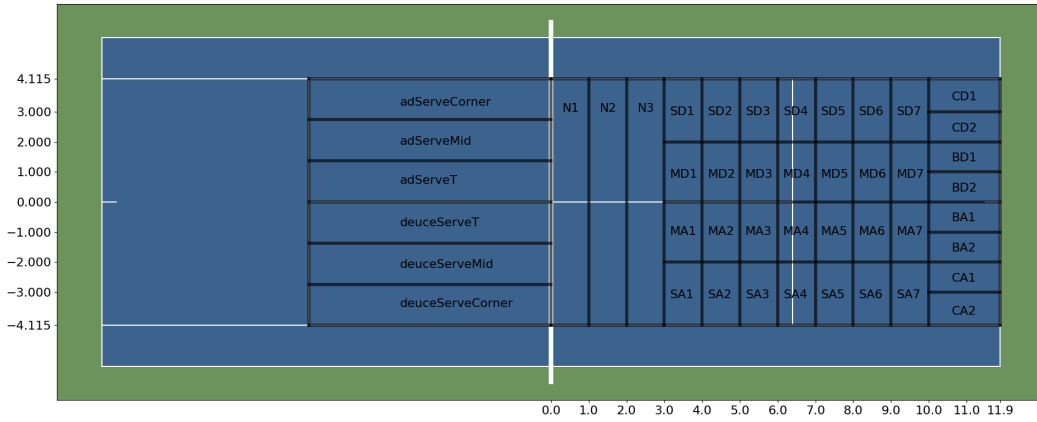 4.115
3.000
2.000
1.000
0.000
−1.000
−2.000
−3.000
−4.115
adServeCorner
adServeMid
adServeT
deuceServeT
deuceServeMid
deuceServeCorner
N1 N2 N3 SD1 SD2 SD3 SD4 SD5 SD6 SD7
MD1 MD2 MD3 MD4 MD5 MD6 MD7
MA1 MA2 MA3 MA4 MA5 MA6 MA7
SA1 SA2 SA3 SA4 SA5 SA6 SA7
CD1
CD2
BD1
BD2
BA1
BA2
CA1
CA2
0.0 1.0 2.0 3.0 4.0 5.0 6.0 7.0 8.0 9.0 10.0 11.0 11.9